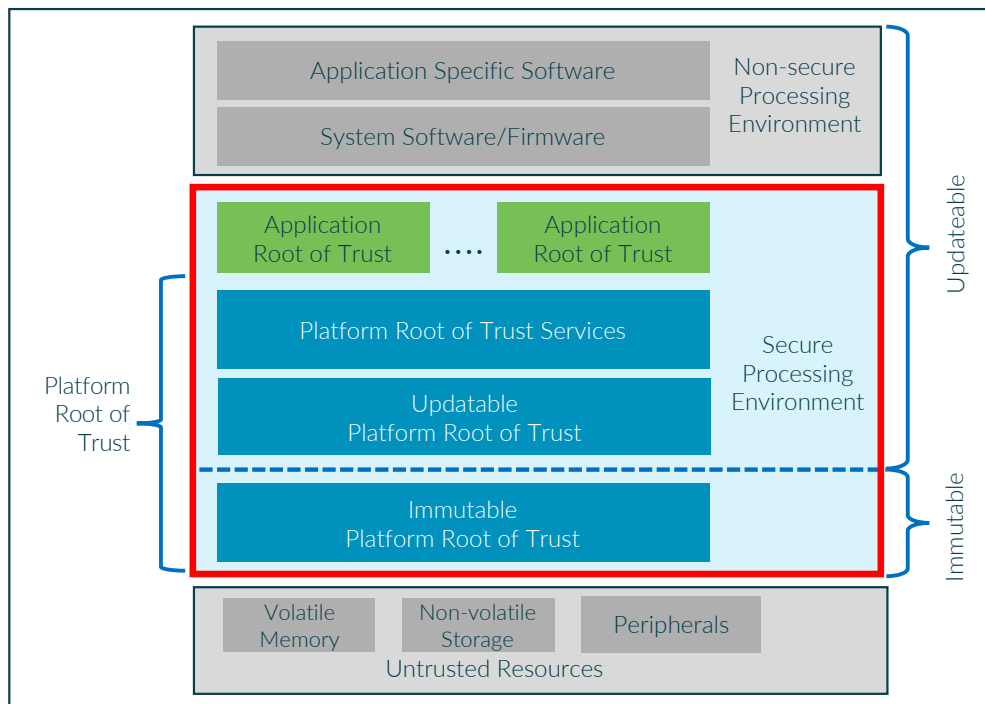 Application Specific Software
System Software/Firmware
Non-secure
Processing
Environment
Application
Root of Trust
....
Application
Root of Trust
Platform Root of Trust Services
Updatable
Platform Root of Trust
Immutable
Platform Root of Trust
Secure
Processing
Environment
Platform
Root of
Trust
Updateable
Immutable
Volatile
Memory
Non-volatile
Storage
Peripherals
Untrusted Resources